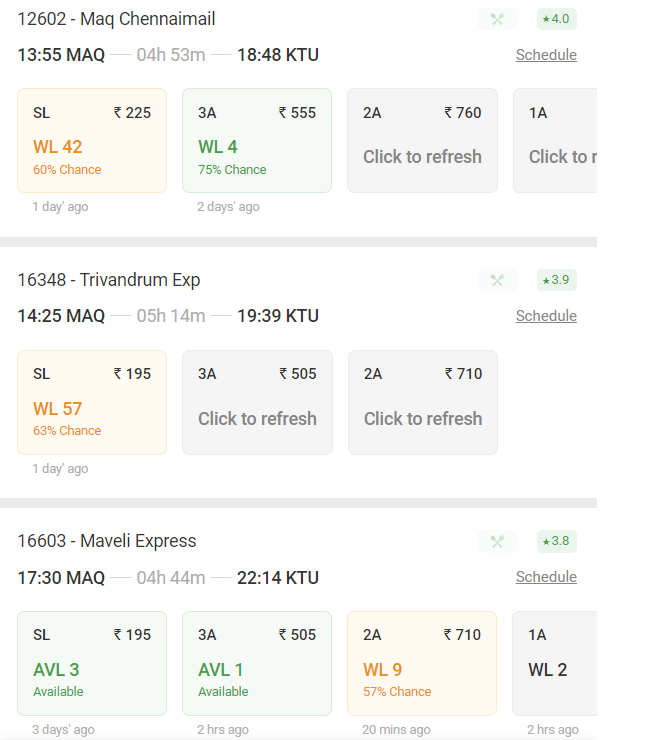 12602 - Maq Chennaimail ★4.0
13:55 MAQ 04h 53m 18:48 KTU Schedule
SL ₹ 225 3A ₹ 555 2A ₹ 760 1A
WL 42 WL 4 Click to refresh Click to r
60% Chance 75% Chance
1 day' ago 2 days' ago
16348 - Trivandrum Exp ★3.9
14:25 MAQ 05h 14m 19:39 KTU Schedule
SL ₹ 195 3A ₹ 505 2A ₹ 710
WL 57 Click to refresh Click to refresh
63% Chance
1 day' ago
16603 - Maveli Express ★3.8
17:30 MAQ 04h 44m 22:14 KTU Schedule
SL ₹ 195 3A ₹ 505 2A ₹ 710 1A
AVL 3 AVL 1 WL 9 WL 2
Available Available 57% Chance
3 days' ago 2 hrs ago 20 mins ago 2 hrs ago